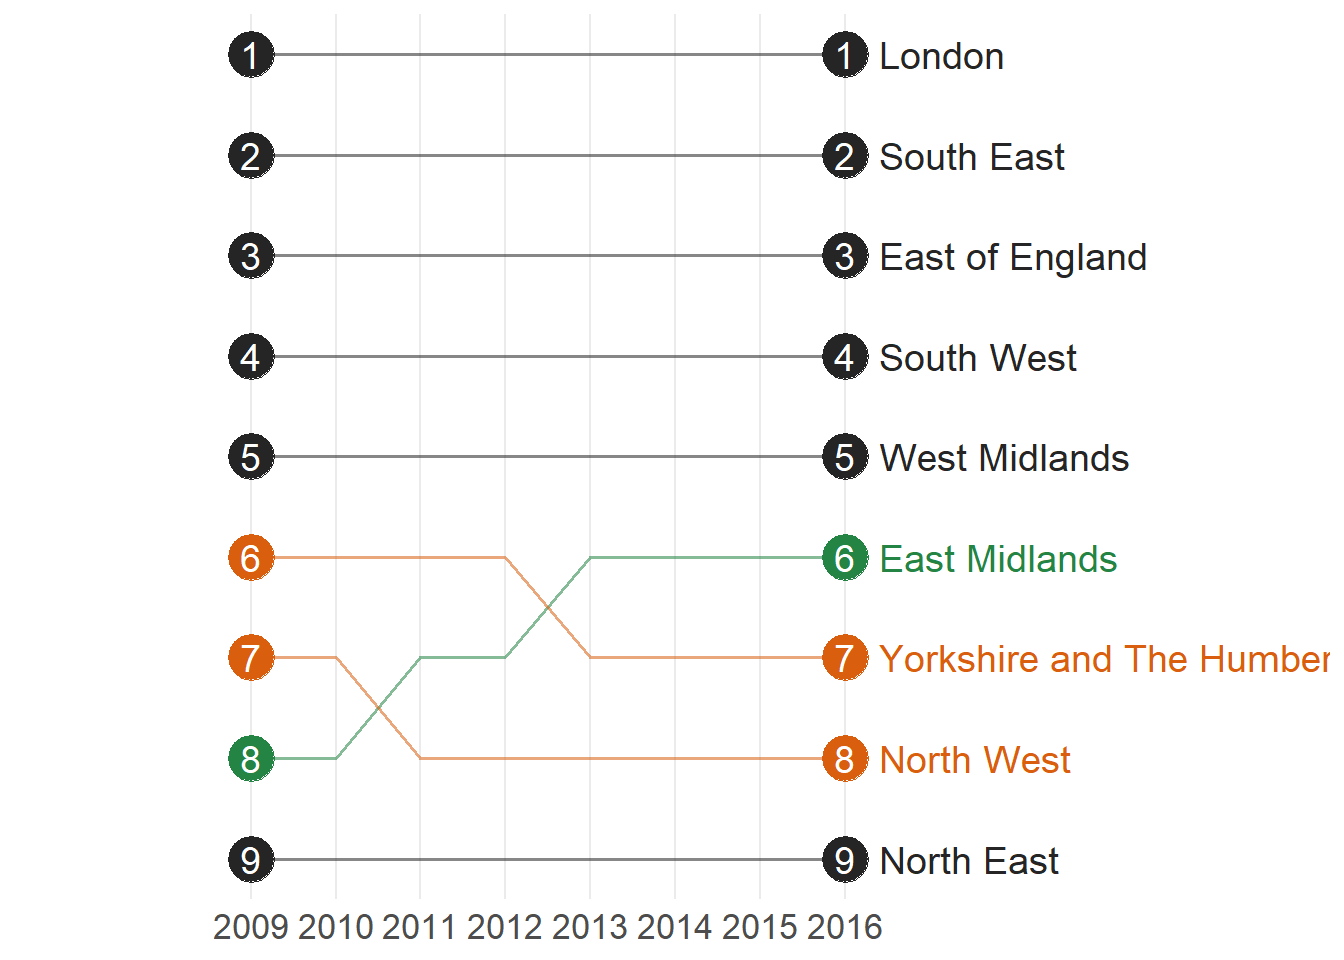 1 1 London
2 2 South East
3 3 East of England
4 4 South West
5 5 West Midlands
6 6 East Midlands
7 7 Yorkshire and The Humber
8 8 North West
9 9 North East
2009 2010 2011 2012 2013 2014 2015 2016